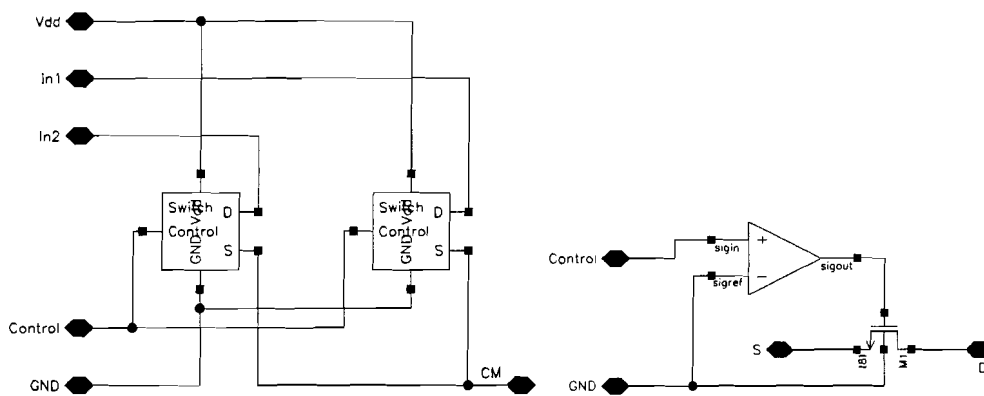 Vdd
In1
In2
Switch
Control
Vdd
GND
D
S
Switch
Control
Vdd
GND
D
S
Control
GND
CM
Control
sigin
+
sigref
−
sigout
S
I81
M1
D
GND